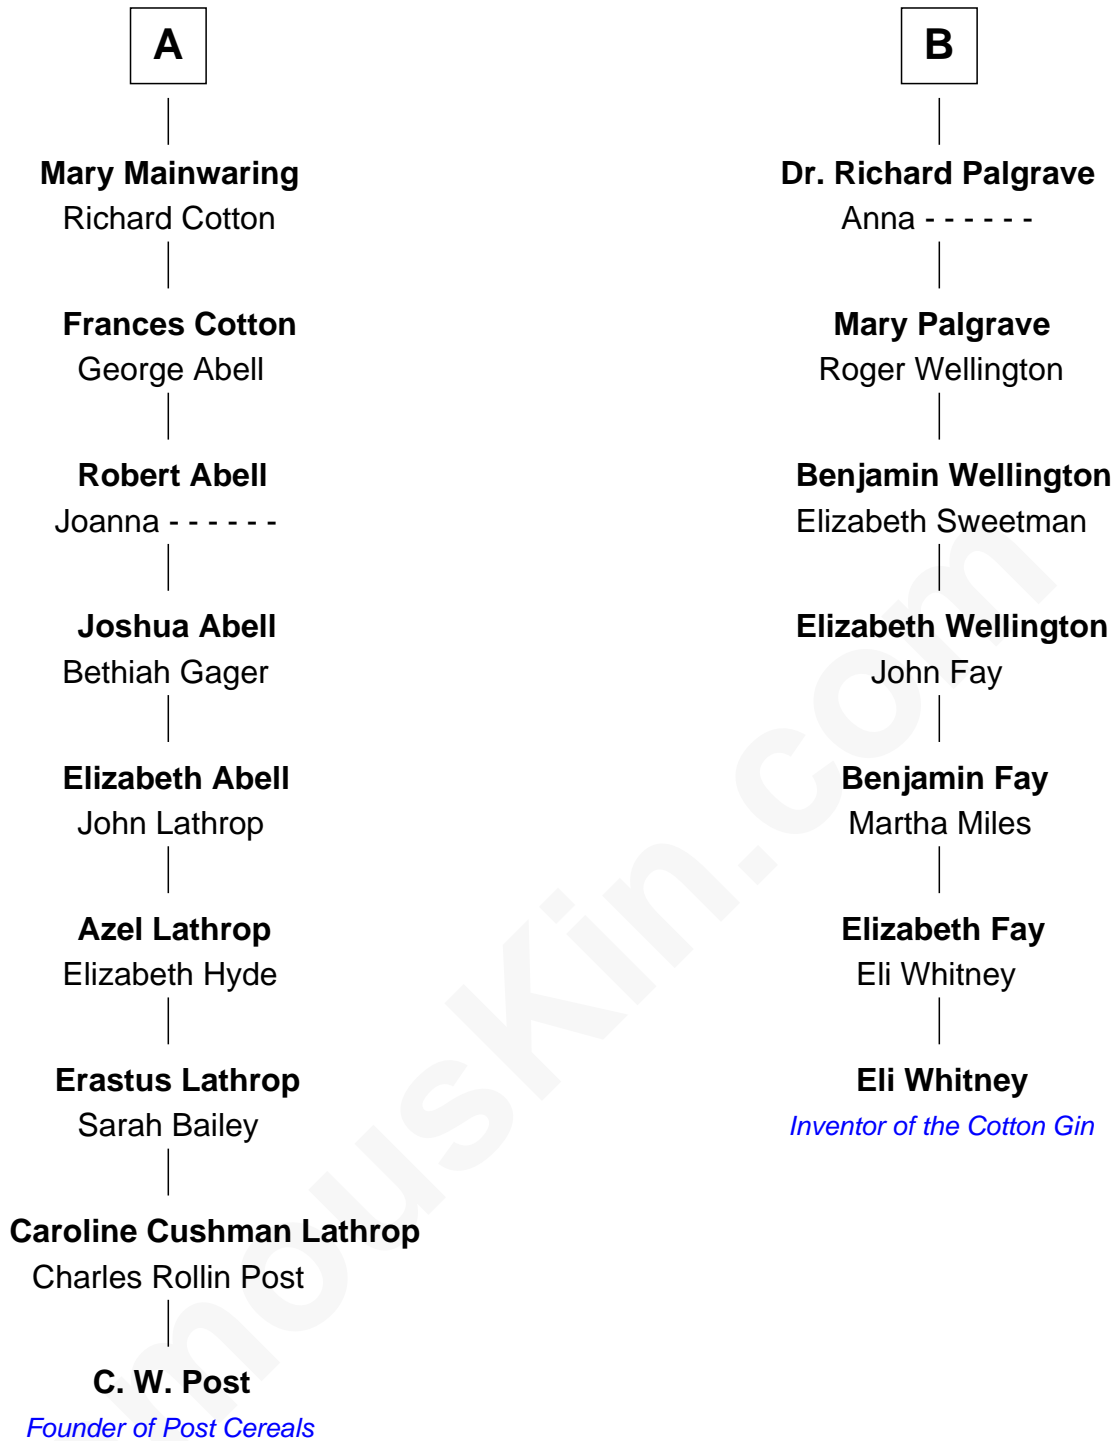 A
Mary Mainwaring
Richard Cotton
Frances Cotton
George Abell
Robert Abell
Joanna - - - - - -
Joshua Abell
Bethiah Gager
Elizabeth Abell
John Lathrop
Azel Lathrop
Elizabeth Hyde
Erastus Lathrop
Sarah Bailey
Caroline Cushman Lathrop
Charles Rollin Post
C. W. Post
Founder of Post Cereals
B
Dr. Richard Palgrave
Anna - - - - - -
Mary Palgrave
Roger Wellington
Benjamin Wellington
Elizabeth Sweetman
Elizabeth Wellington
John Fay
Benjamin Fay
Martha Miles
Elizabeth Fay
Eli Whitney
Eli Whitney
Inventor of the Cotton Gin
mousKin.com